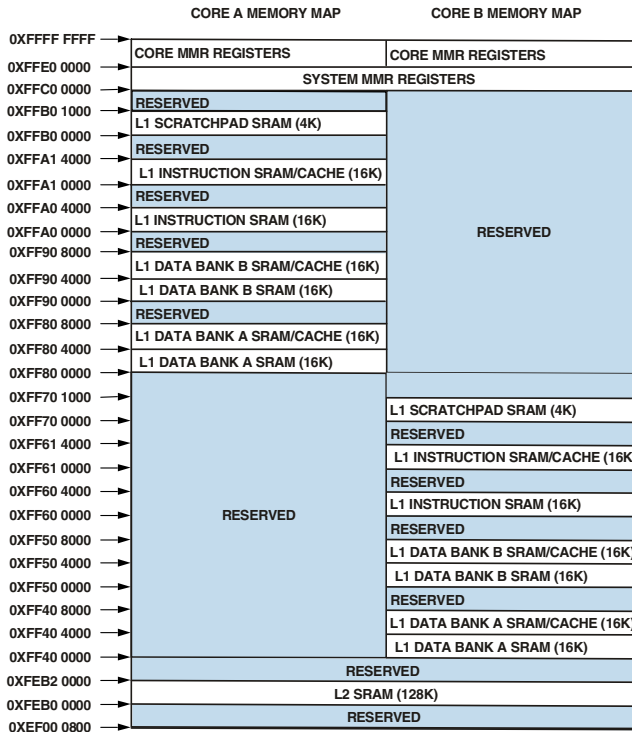 CORE A MEMORY MAP CORE B MEMORY MAP
0XFFFF FFFF
CORE MMR REGISTERS CORE MMR REGISTERS
0XFFE0 0000
SYSTEM MMR REGISTERS
0XFFC0 0000
RESERVED
0XFFB0 1000
L1 SCRATCHPAD SRAM (4K)
0XFFB0 0000
RESERVED
0XFFA1 4000
L1 INSTRUCTION SRAM/CACHE (16K)
0XFFA1 0000
RESERVED
0XFFA0 4000
L1 INSTRUCTION SRAM (16K)
RESERVED
0XFFA0 0000
RESERVED
0XFF90 8000
L1 DATA BANK B SRAM/CACHE (16K)
0XFF90 4000
L1 DATA BANK B SRAM (16K)
0XFF90 0000
RESERVED
0XFF80 8000
L1 DATA BANK A SRAM/CACHE (16K)
0XFF80 4000
L1 DATA BANK A SRAM (16K)
0XFF80 0000
0XFF70 1000
L1 SCRATCHPAD SRAM (4K)
0XFF70 0000
RESERVED
0XFF61 4000
L1 INSTRUCTION SRAM/CACHE (16K
0XFF61 0000
RESERVED
0XFF60 4000
L1 INSTRUCTION SRAM (16K)
0XFF60 0000
RESERVED
RESERVED
0XFF50 8000
L1 DATA BANK B SRAM/CACHE (16K)
0XFF50 4000
L1 DATA BANK B SRAM (16K)
0XFF50 0000
RESERVED
0XFF40 8000
L1 DATA BANK A SRAM/CACHE (16K)
0XFF40 4000
L1 DATA BANK A SRAM (16K)
0XFF40 0000
RESERVED
0XFEB2 0000
L2 SRAM (128K)
0XFEB0 0000
RESERVED
0XEF00 0800